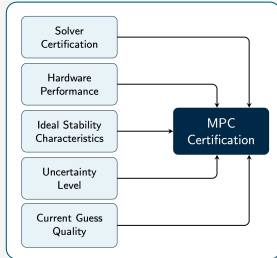 Solver
Certification
Hardware
Performance
Ideal Stability
Characteristics
Uncertainty
Level
Current Guess
Quality
MPC
Certification